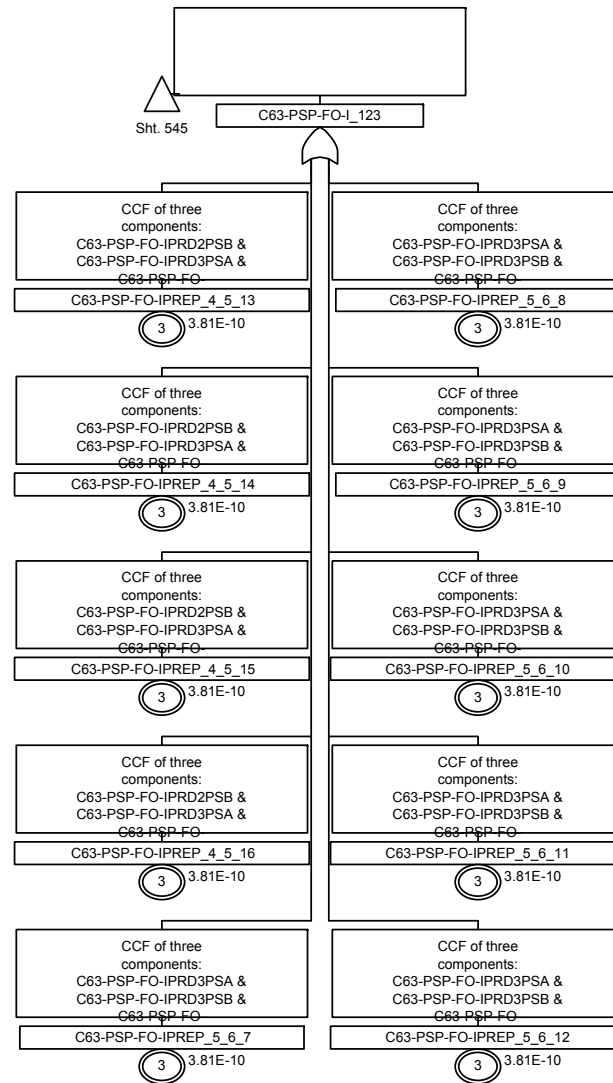 C63-PSP-FO-I_123
Sht. 545
CCF of three
components:
C63-PSP-FO-IPRD2PSB &
C63-PSP-FO-IPRD3PSA &
C63-PSP-FO-
C63-PSP-FO-IPREP_4_5_13
3
3.81E-10
CCF of three
components:
C63-PSP-FO-IPRD3PSA &
C63-PSP-FO-IPRD3PSB &
C63-PSP-FO-
C63-PSP-FO-IPREP_5_6_8
3
3.81E-10
CCF of three
components:
C63-PSP-FO-IPRD2PSB &
C63-PSP-FO-IPRD3PSA &
C63-PSP-FO-
C63-PSP-FO-IPREP_4_5_14
3
3.81E-10
CCF of three
components:
C63-PSP-FO-IPRD3PSA &
C63-PSP-FO-IPRD3PSB &
C63-PSP-FO-
C63-PSP-FO-IPREP_5_6_9
3
3.81E-10
CCF of three
components:
C63-PSP-FO-IPRD2PSB &
C63-PSP-FO-IPRD3PSA &
C63-PSP-FO-
C63-PSP-FO-IPREP_4_5_15
3
3.81E-10
CCF of three
components:
C63-PSP-FO-IPRD3PSA &
C63-PSP-FO-IPRD3PSB &
C63-PSP-FO-
C63-PSP-FO-IPREP_5_6_10
3
3.81E-10
CCF of three
components:
C63-PSP-FO-IPRD2PSB &
C63-PSP-FO-IPRD3PSA &
C63-PSP-FO-
C63-PSP-FO-IPREP_4_5_16
3
3.81E-10
CCF of three
components:
C63-PSP-FO-IPRD3PSA &
C63-PSP-FO-IPRD3PSB &
C63-PSP-FO-
C63-PSP-FO-IPREP_5_6_11
3
3.81E-10
CCF of three
components:
C63-PSP-FO-IPRD3PSA &
C63-PSP-FO-IPRD3PSB &
C63-PSP-FO-
C63-PSP-FO-IPREP_5_6_7
3
3.81E-10
CCF of three
components:
C63-PSP-FO-IPRD3PSA &
C63-PSP-FO-IPRD3PSB &
C63-PSP-FO-
C63-PSP-FO-IPREP_5_6_12
3
3.81E-10